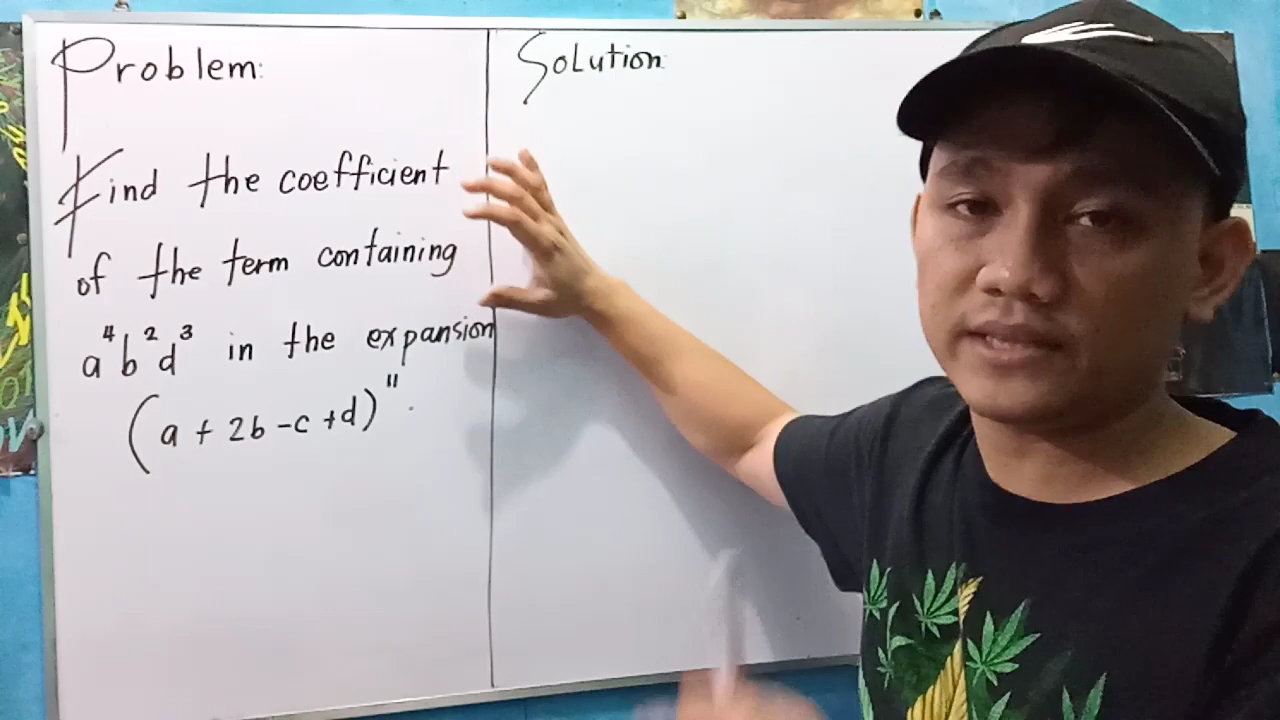 Problem:
Find the coefficient
of the term containing
a⁴b²d³ in the expansion
(a + 2b - c + d)¹¹.
Solution: